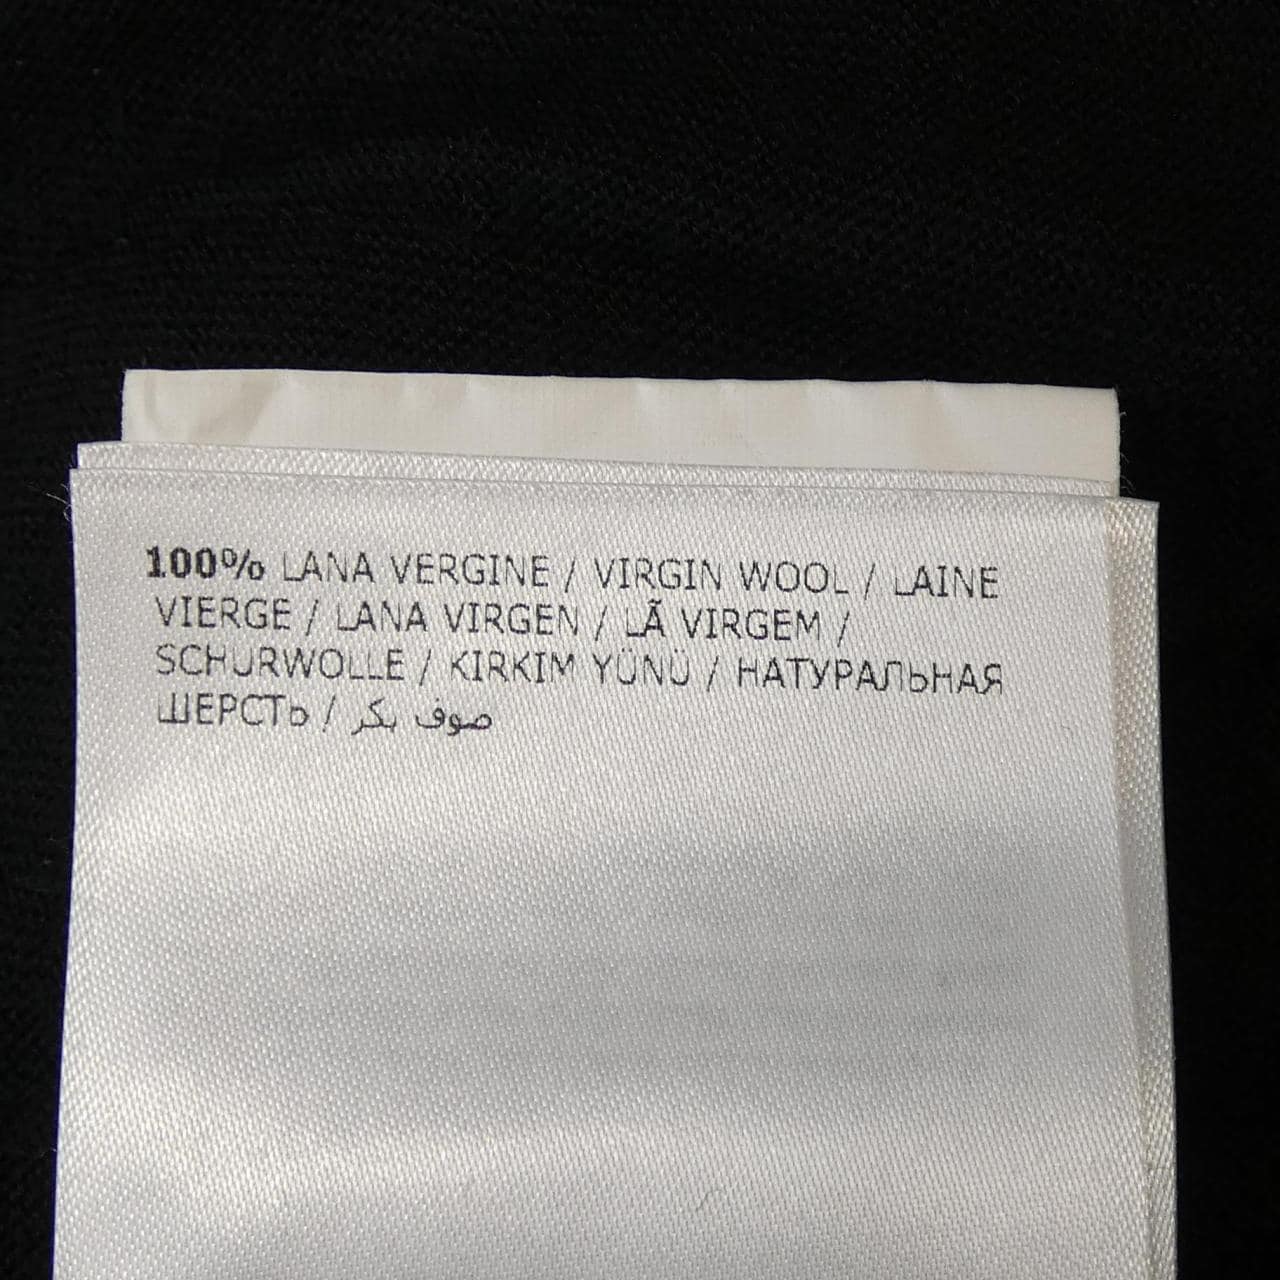 100% LANA VERGINE / VIRGIN WOOL / LAINE
VIERGE / LANA VIRGEN / LÃ VIRGEM /
SCHURWOLLE / KIRKIM YÜNÜ / НАТУРАЛЬНАЯ
ШЕРСТЬ / صوف بكر